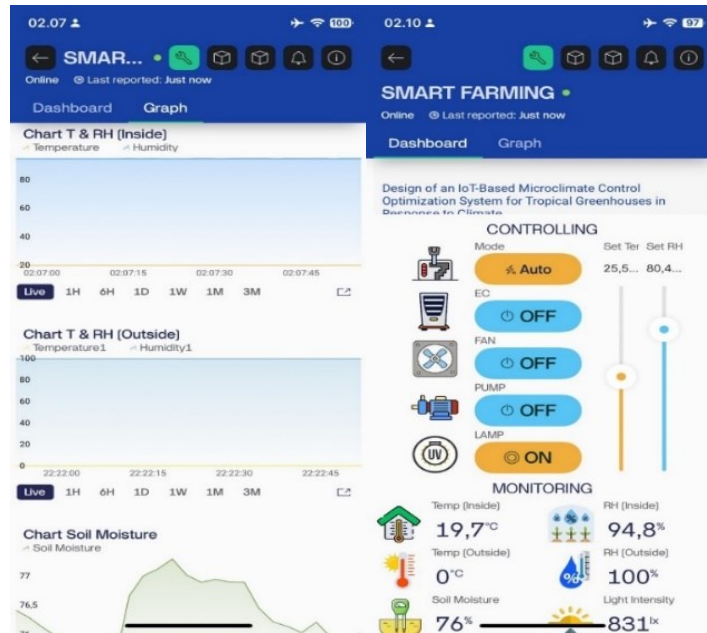 02.07
100
SMAR...
Online Last reported: Just now
Dashboard Graph
Chart T & RH (Inside)
Temperature Humidity
80
60
40
20
02:07:00 02:07:15 02:07:30 02:07:45
Live 1H 6H 1D 1W 1M 3M
Chart T & RH (Outside)
Temperature1 Humidity1
100
80
60
40
20
0
22:22:00 22:22:15 22:22:30 22:22:45
Live 1H 6H 1D 1W 1M 3M
Chart Soil Moisture
Soil Moisture
77
76,5
76
02.10
97
SMART FARMING
Online Last reported: Just now
Dashboard Graph
Design of an IoT-Based Microclimate Control
Optimization System for Tropical Greenhouses in
Response to Climate
CONTROLLING
Mode Set Ter Set RH
Auto 25,5... 80,4...
EC
OFF
FAN
OFF
PUMP
OFF
LAMP
UV ON
MONITORING
Temp (Inside) RH (Inside)
19,7°C 94,8%
Temp (Outside) RH (Outside)
0°C % 100%
Soil Moisture Light Intensity
76% 831lx